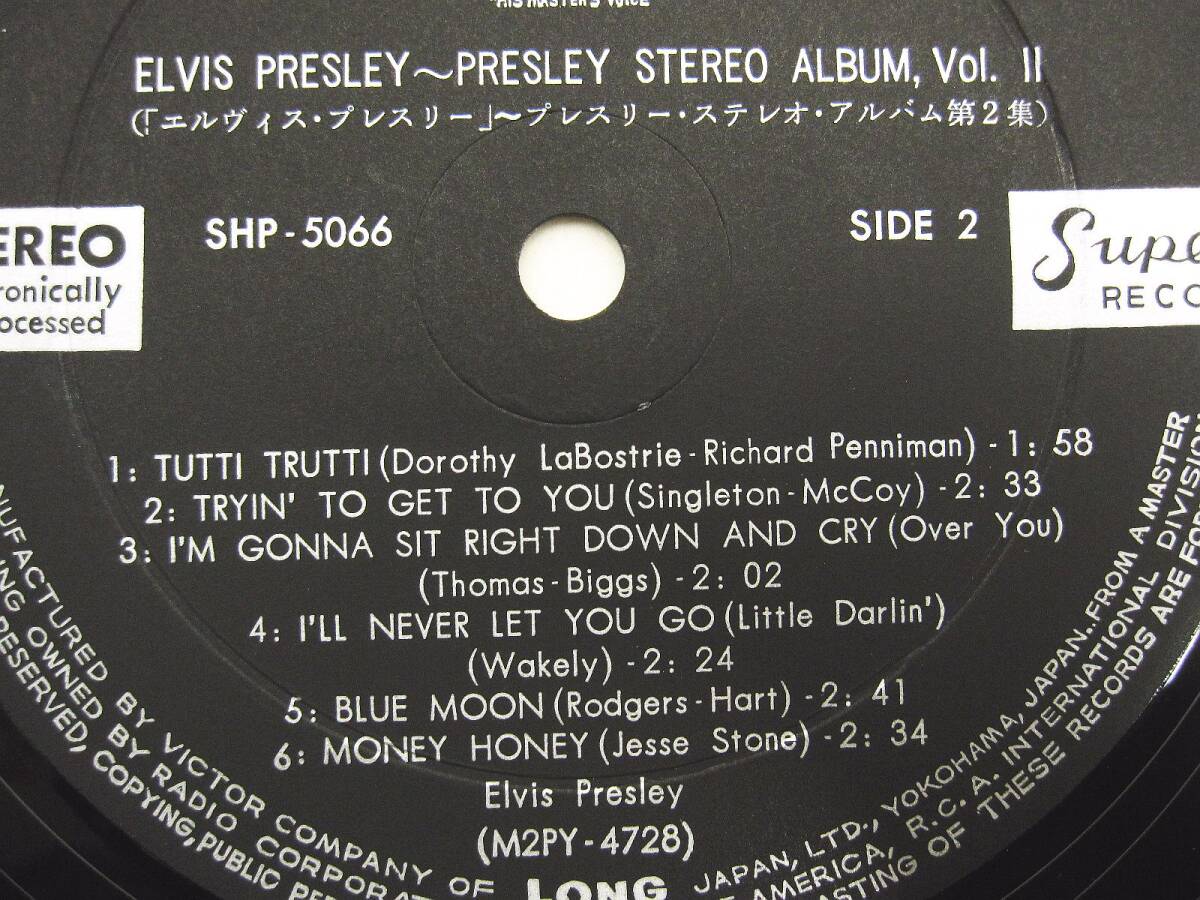 "HIS MASTER'S VOICE"
ELVIS PRESLEY～PRESLEY STEREO ALBUM, Vol. II
(「エルヴィス・プレスリー」～プレスリー・ステレオ・アルバム第2集)
EREO
ronically
ocessed
SHP-5066
SIDE 2
Supe
RECO
1: TUTTI TRUTTI (Dorothy LaBostrie-Richard Penniman) -1: 58
2: TRYIN' TO GET TO YOU (Singleton-McCoy) -2: 33
3: I'M GONNA SIT RIGHT DOWN AND CRY (Over You)
(Thomas-Biggs) -2: 02
4: I'LL NEVER LET YOU GO (Little Darlin')
(Wakely) -2: 24
5: BLUE MOON (Rodgers-Hart) -2: 41
6: MONEY HONEY (Jesse Stone) -2: 34
Elvis Presley
(M2PY-4728)
LONG
NUFACTURED BY VICTOR COMPANY OF JAPAN, LTD., YOKOHAMA, JAPAN..FROM A MASTER
ING OWNED BY RADIO CORPORAT AMERICA, R.C.A. INTERNATIONAL DIVISION
RESERVED, COPYING, PUBLIC PER ASTING OF THESE RECORDS ARE FO